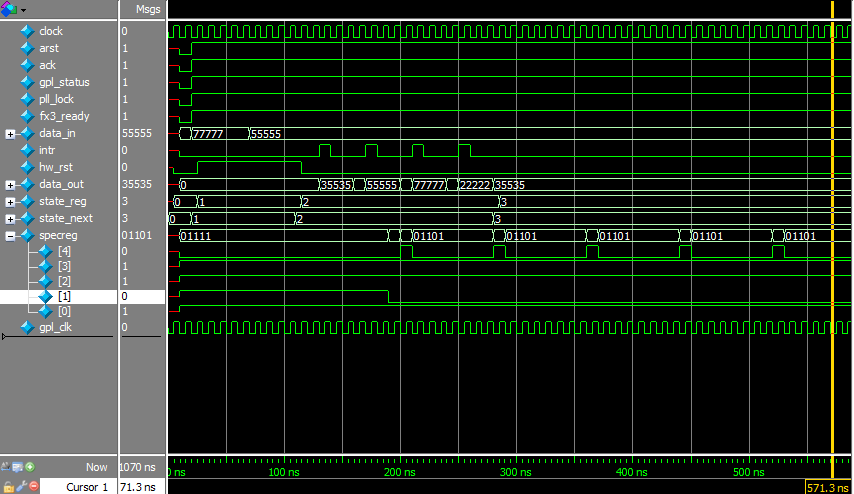 Msgs
clock 0
arst 1
ack 1
gpl_status 1
pll_lock 1
fx3_ready 1
data_in 55555 77777 55555
intr 0
hw_rst 0
data_out 35535 0 35535 55555 77777 22222 35535
state_reg 3 0 1 2 3
state_next 3 0 1 2 3
specreg 01101 01111 01101 01101 01101 01101 01101
[4] 0
[3] 1
[2] 1
[1] 0
[0] 1
gpl_clk 0
Now 1070 ns ns 100 ns 200 ns 300 ns 400 ns 500 ns
Cursor 1 71.3 ns 571.3 ns